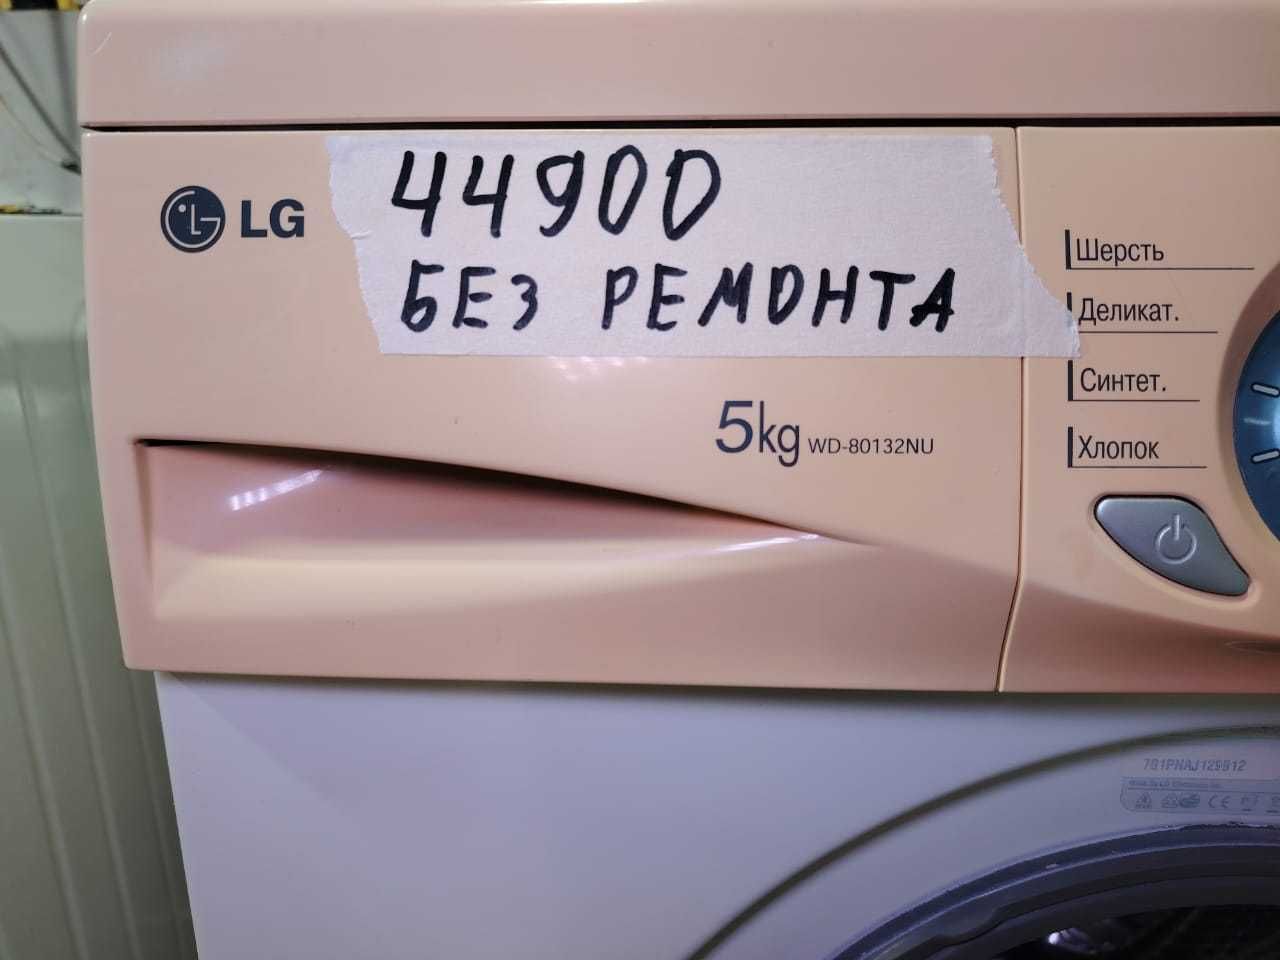 44900
БЕЗ РЕМОНТА
LG
5kg WD-80132NU
Шерсть
Деликат.
Синтет.
Хлопок